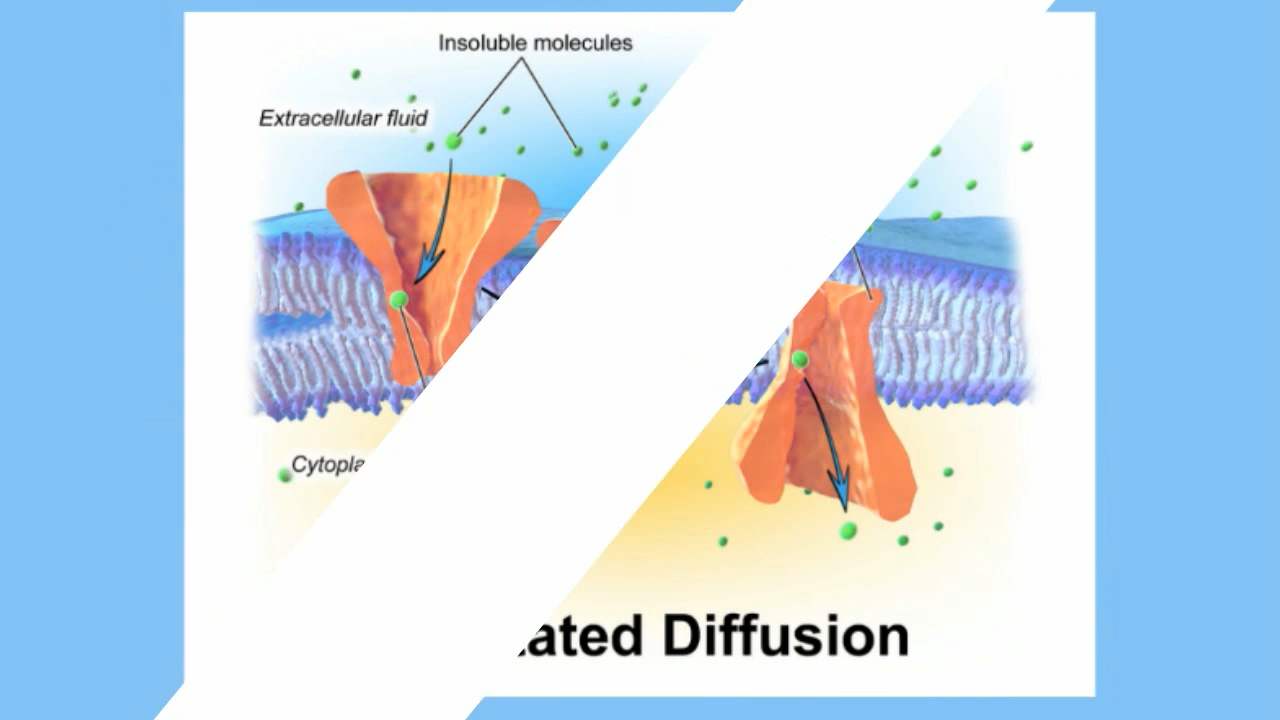 Insoluble molecules
Extracellular fluid
Cytopla
ated Diffusion